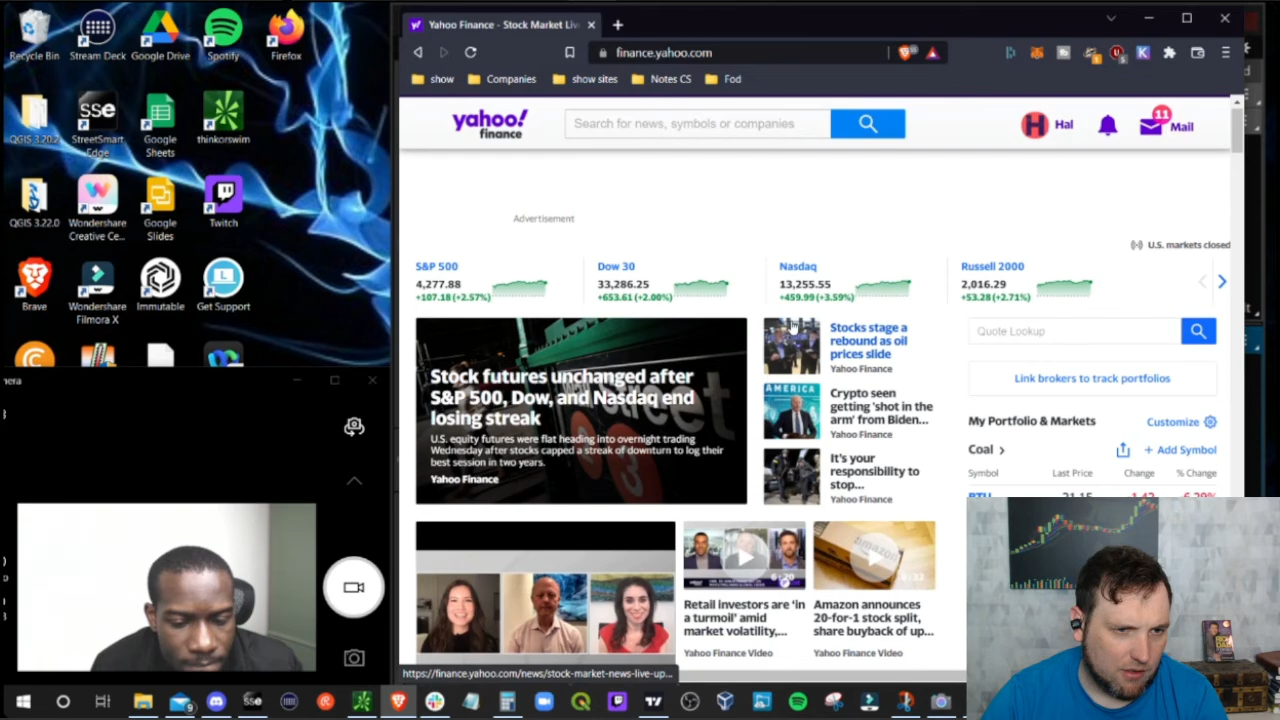 Recycle Bin
Stream Deck
Google Drive
Spotify
Firefox
QGIS 3.20.2
sse
StreetSmart
Edge
Google
Sheets
thinkorswim
QGIS 3.22.0
Wondershare
Creative Ce...
Google
Slides
Twitch
Brave
Wondershare
Filmora X
Immutable
Get Support
Yahoo Finance - Stock Market Liv
finance.yahoo.com
show
Companies
show sites
Notes CS
Fod
yahoo!
finance
Search for news, symbols or companies
H
Hal
11
Mail
Advertisement
U.S. markets closed
S&P 500
4,277.88
+107.18 (+2.57%)
Dow 30
33,286.25
+653.61 (+2.00%)
Nasdaq
13,255.55
+459.99 (+3.59%)
Russell 2000
2,016.29
+53.28 (+2.71%)
Stock futures unchanged after
S&P 500, Dow, and Nasdaq end
losing streak
U.S. equity futures were flat heading into overnight trading
Wednesday after stocks capped a streak of downturn to log their
best session in two years.
Yahoo Finance
Stocks stage a
rebound as oil
prices slide
Yahoo Finance
AMERICA
Crypto seen
getting 'shot in the
arm' from Biden...
Yahoo Finance
It's your
responsibility to
stop...
Yahoo Finance
Quote Lookup
Link brokers to track portfolios
My Portfolio & Markets
Customize
Coal
+ Add Symbol
Symbol
Last Price
Change
% Change
Retail investors are 'in
a turmoil' amid
market volatility,...
Yahoo Finance Video
Amazon announces
20-for-1 stock split,
share buyback of up...
Yahoo Finance Video
https://finance.yahoo.com/news/stock-market-news-live-up...
nera